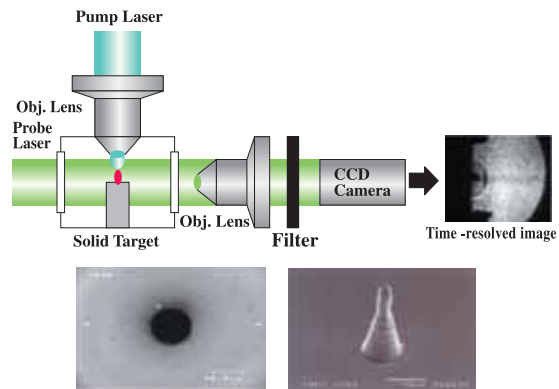 Pump Laser
Obj. Lens
Probe
Laser
CCD
Camera
Obj. Lens
Solid Target
Filter
Time -resolved image